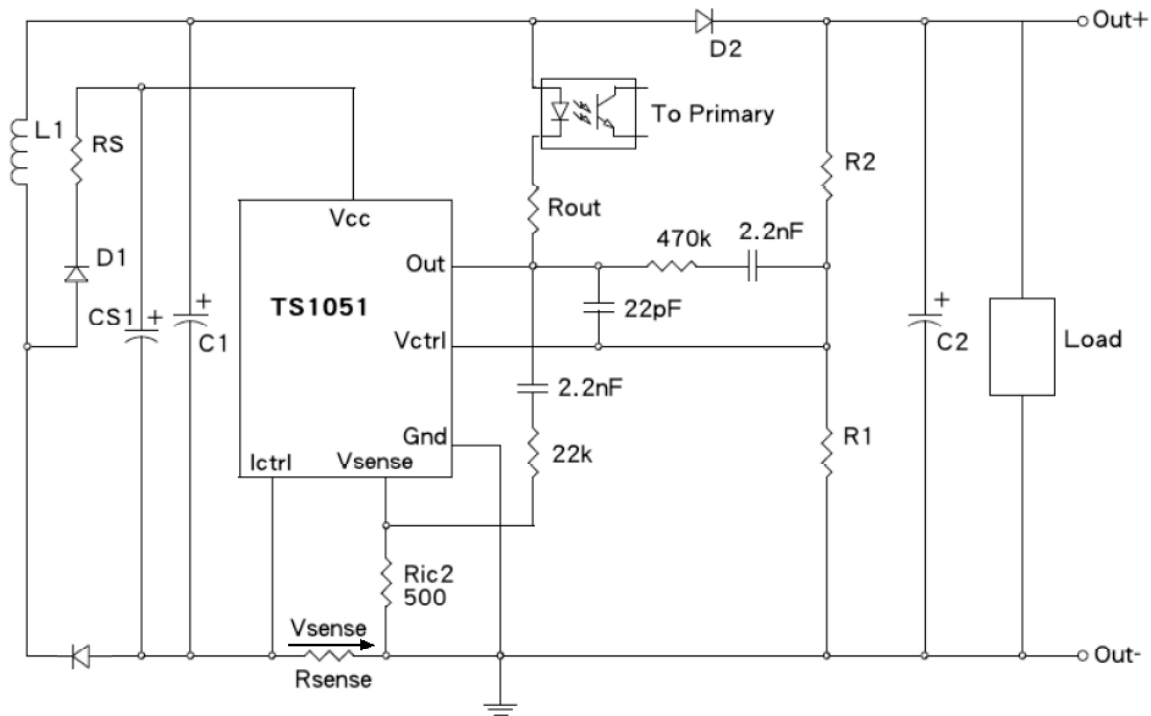 Out+
D2
L1
RS
To Primary
R2
Vcc
Rout
470k
2.2nF
D1
Out
CS1
+
+
C1
TS1051
22pF
+
C2
Load
Vctrl
2.2nF
Gnd
R1
Ictrl
Vsense
22k
Ric2
500
Vsense
Rsense
Out-